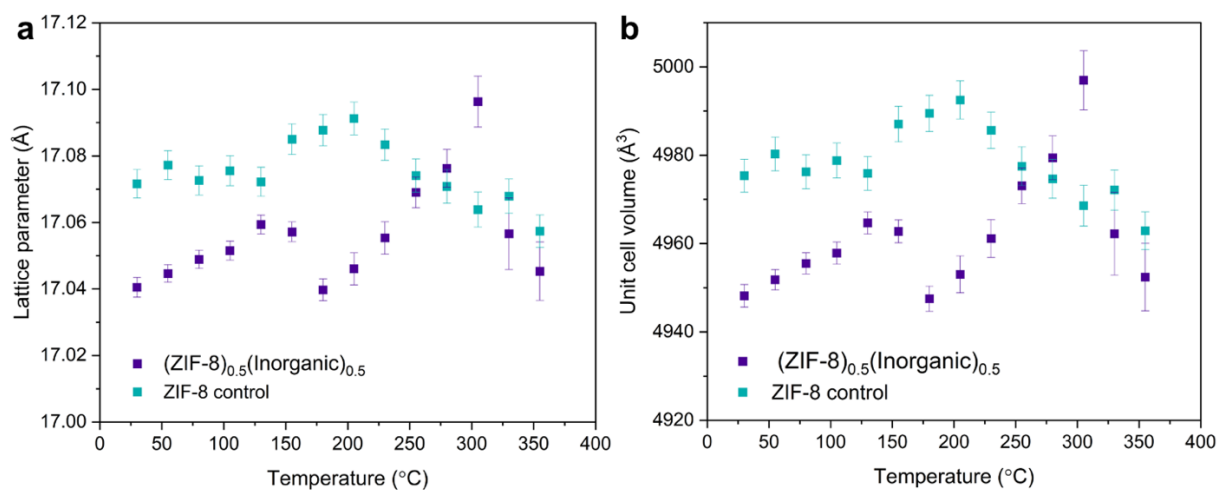 a
17.12
17.10
17.08
17.06
17.04
17.02
17.00
Lattice parameter (Å)
(ZIF-8)0.5(Inorganic)0.5
ZIF-8 control
0 50 100 150 200 250 300 350 400
Temperature (°C)
b
5000
4980
4960
4940
4920
Unit cell volume (Å³)
(ZIF-8)0.5(Inorganic)0.5
ZIF-8 control
0 50 100 150 200 250 300 350 400
Temperature (°C)